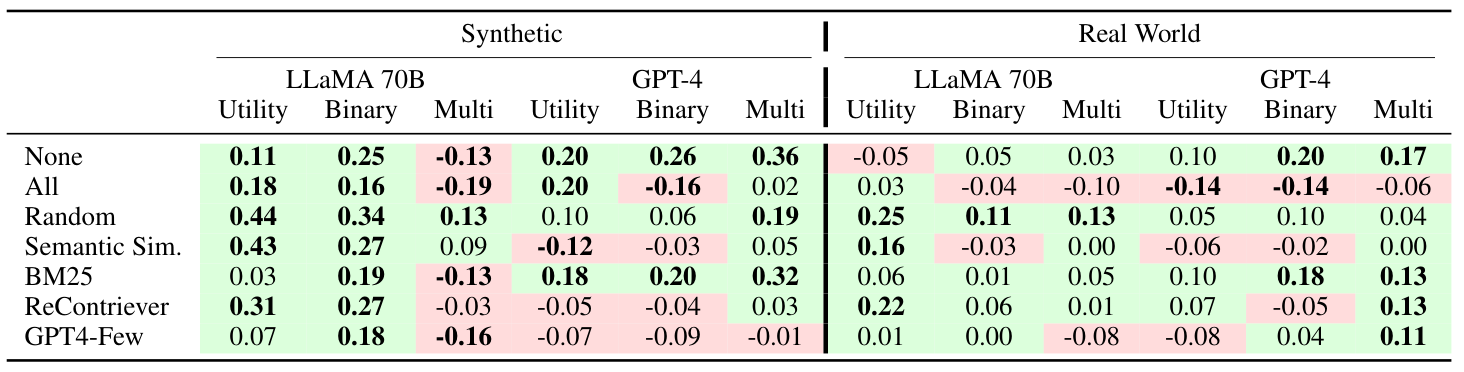 Synthetic Real World
LLaMA 70B GPT-4 LLaMA 70B GPT-4
Utility Binary Multi Utility Binary Multi Utility Binary Multi Utility Binary Multi
None 0.11 0.25 -0.13 0.20 0.26 0.36 -0.05 0.05 0.03 0.10 0.20 0.17
All 0.18 0.16 -0.19 0.20 -0.16 0.02 0.03 -0.04 -0.10 -0.14 -0.14 -0.06
Random 0.44 0.34 0.13 0.10 0.06 0.19 0.25 0.11 0.13 0.05 0.10 0.04
Semantic Sim. 0.43 0.27 0.09 -0.12 -0.03 0.05 0.16 -0.03 0.00 -0.06 -0.02 0.00
BM25 0.03 0.19 -0.13 0.18 0.20 0.32 0.06 0.01 0.05 0.10 0.18 0.13
ReContriever 0.31 0.27 -0.03 -0.05 -0.04 0.03 0.22 0.06 0.01 0.07 -0.05 0.13
GPT4-Few 0.07 0.18 -0.16 -0.07 -0.09 -0.01 0.01 0.00 -0.08 -0.08 0.04 0.11